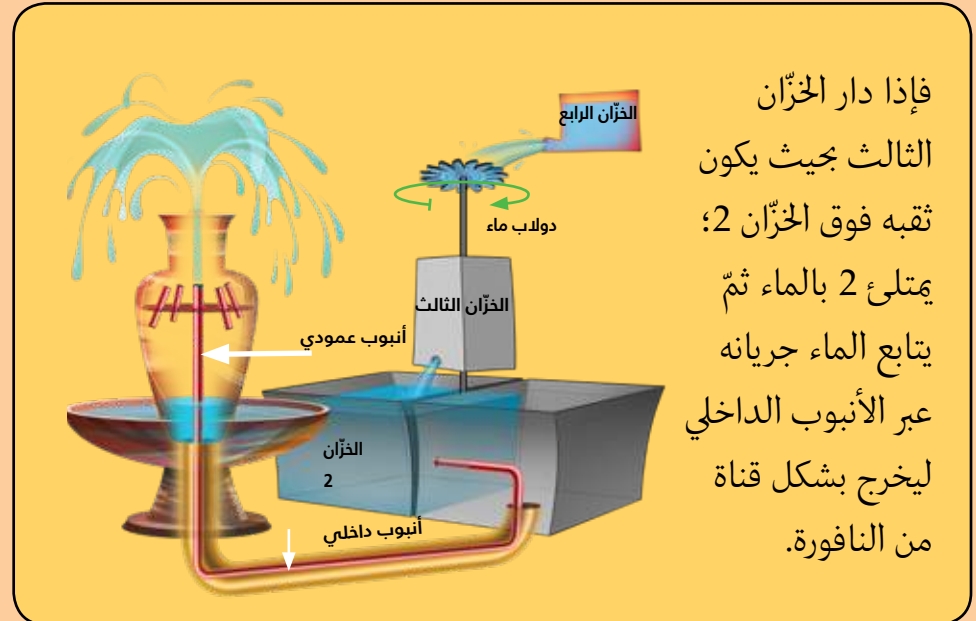 فإذا دار الخزّان
الثالث بحيث يكون
ثقبه فوق الخزّان 2؛
يمتلئ 2 بالماء ثمّ
يتابع الماء جريانه
عبر الأنبوب الداخلي
ليخرج بشكل قناة
من النافورة.
الخزّان الرابع
دولاب ماء
الخزّان الثالث
أنبوب عمودي
الخزّان
2
أنبوب داخلي